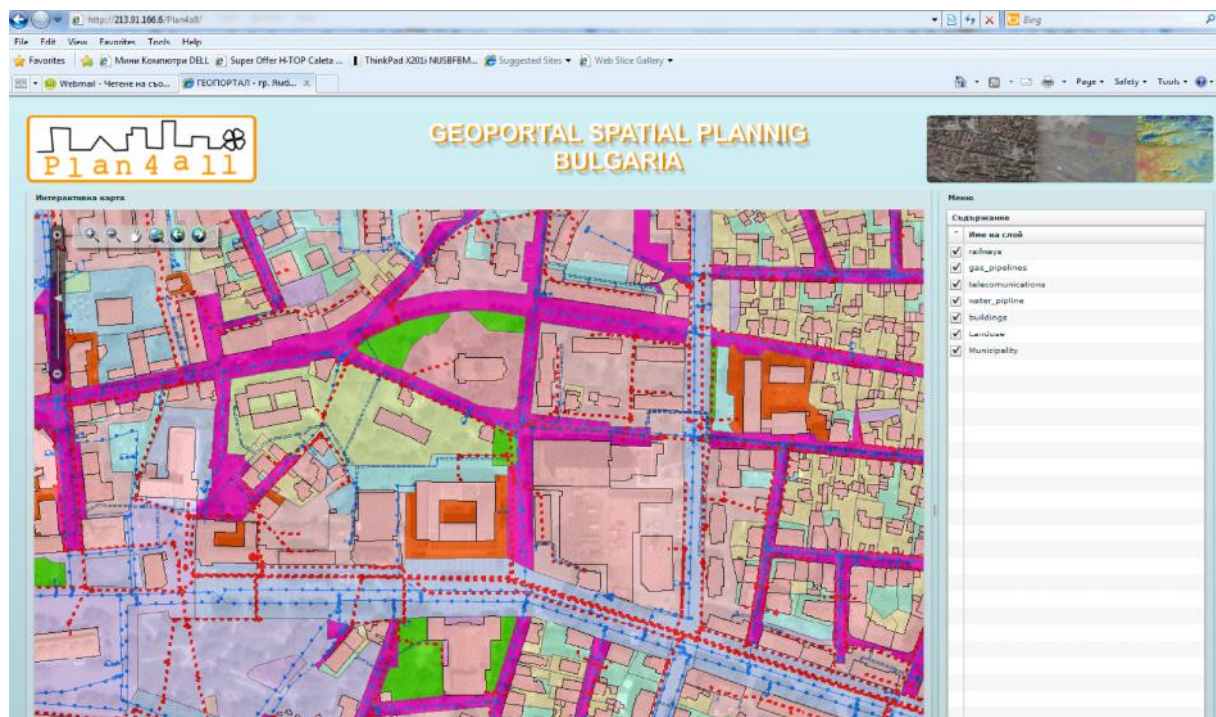 http://213.91.166.6/Plan4all/
Bing
File Edit View Favorites Tools Help
Favorites Мини Компютри DELL Super Offer H-TOP Caleta ... ThinkPad X201i NUSBFBM... Suggested Sites Web Slice Gallery
Webmail - Четене на съо... ГЕОПОРТАЛ - гр. Ямб... Page Safety Tools
Plan4all
GEOPORTAL SPATIAL PLANNIG
BULGARIA
Интерактивна карта
Меню
Съдържание
Име на слой
railways
gas_pipelines
telecomunications
water_pipline
buildings
Landuse
Municipality